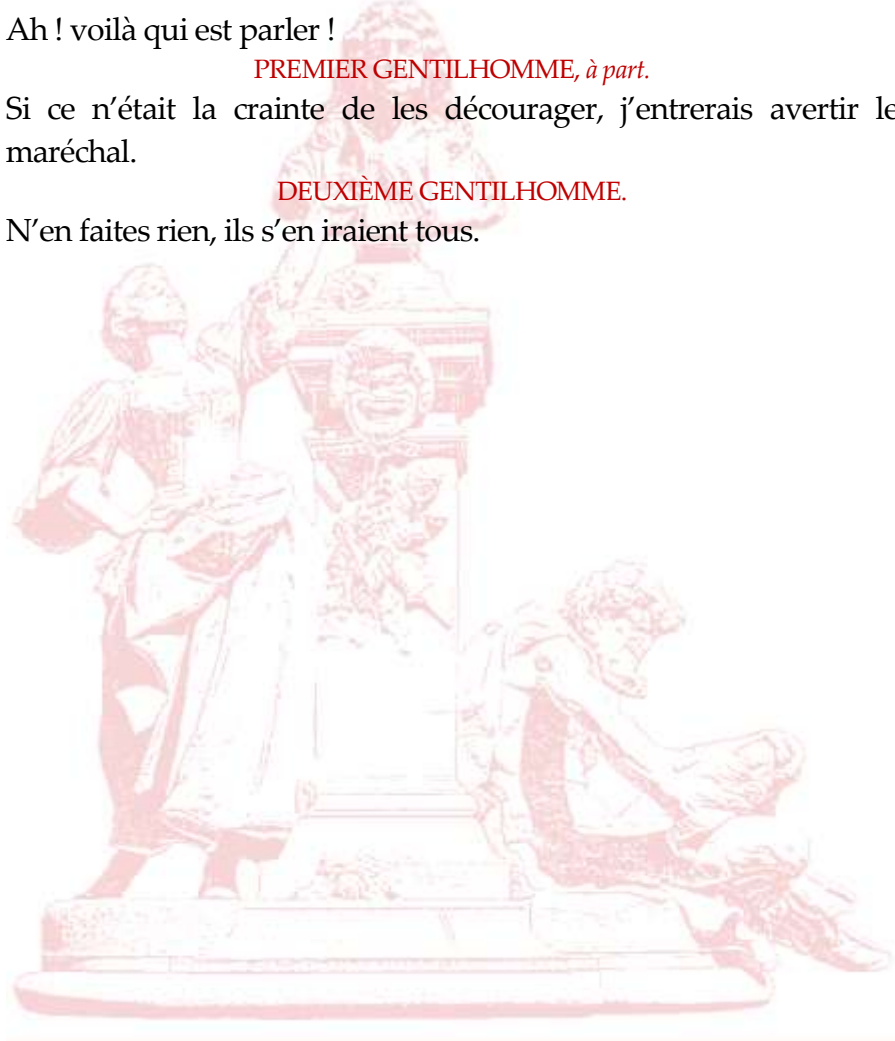 Ah ! voilà qui est parler !
PREMIER GENTILHOMME, à part.
Si ce n’était la crainte de les décourager, j’entrerais avertir le
maréchal.
DEUXIÈME GENTILHOMME.
N’en faites rien, ils s’en iraient tous.